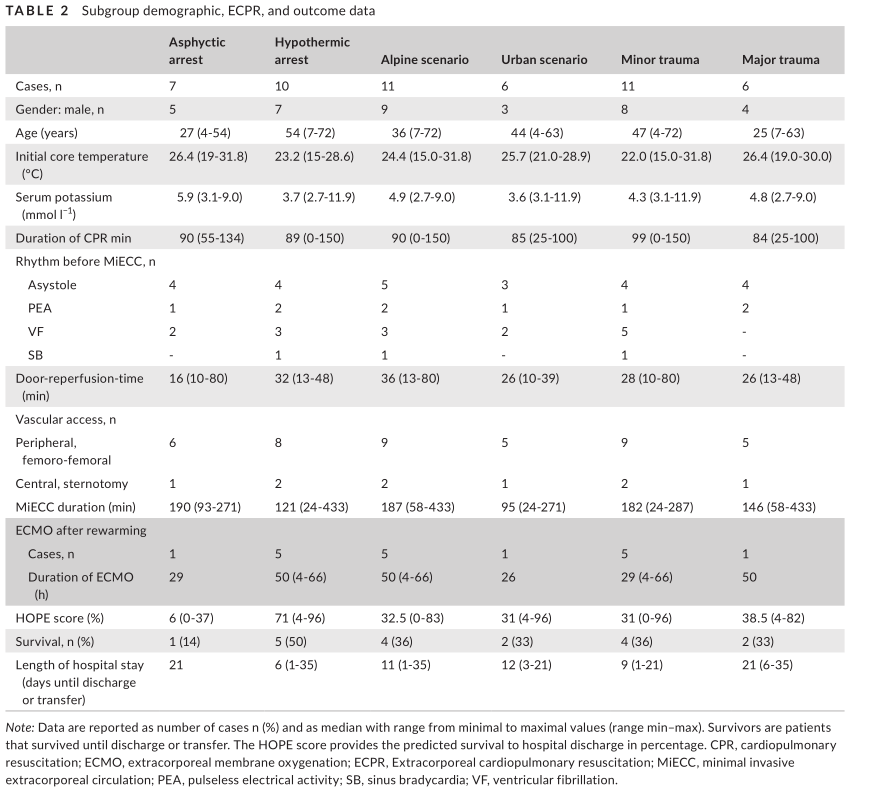 TABLE 2 Subgroup demographic, ECPR, and outcome data
Asphyctic arrest Hypothermic arrest Alpine scenario Urban scenario Minor trauma Major trauma
Cases, n 7 10 11 6 11 6
Gender: male, n 5 7 9 3 8 4
Age (years) 27 (4-54) 54 (7-72) 36 (7-72) 44 (4-63) 47 (4-72) 25 (7-63)
Initial core temperature (°C) 26.4 (19-31.8) 23.2 (15-28.6) 24.4 (15.0-31.8) 25.7 (21.0-28.9) 22.0 (15.0-31.8) 26.4 (19.0-30.0)
Serum potassium (mmol l⁻¹) 5.9 (3.1-9.0) 3.7 (2.7-11.9) 4.9 (2.7-9.0) 3.6 (3.1-11.9) 4.3 (3.1-11.9) 4.8 (2.7-9.0)
Duration of CPR min 90 (55-134) 89 (0-150) 90 (0-150) 85 (25-100) 99 (0-150) 84 (25-100)
Rhythm before MiECC, n
Asystole 4 4 5 3 4 4
PEA 1 2 2 1 1 2
VF 2 3 3 2 5 -
SB - 1 1 - 1 -
Door-reperfusion-time (min) 16 (10-80) 32 (13-48) 36 (13-80) 26 (10-39) 28 (10-80) 26 (13-48)
Vascular access, n
Peripheral, femoro-femoral 6 8 9 5 9 5
Central, sternotomy 1 2 2 1 2 1
MiECC duration (min) 190 (93-271) 121 (24-433) 187 (58-433) 95 (24-271) 182 (24-287) 146 (58-433)
ECMO after rewarming
Cases, n 1 5 5 1 5 1
Duration of ECMO (h) 29 50 (4-66) 50 (4-66) 26 29 (4-66) 50
HOPE score (%) 6 (0-37) 71 (4-96) 32.5 (0-83) 31 (4-96) 31 (0-96) 38.5 (4-82)
Survival, n (%) 1 (14) 5 (50) 4 (36) 2 (33) 4 (36) 2 (33)
Length of hospital stay (days until discharge or transfer) 21 6 (1-35) 11 (1-35) 12 (3-21) 9 (1-21) 21 (6-35)
Note: Data are reported as number of cases n (%) and as median with range from minimal to maximal values (range min–max). Survivors are patients
that survived until discharge or transfer. The HOPE score provides the predicted survival to hospital discharge in percentage. CPR, cardiopulmonary
resuscitation; ECMO, extracorporeal membrane oxygenation; ECPR, Extracorporeal cardiopulmonary resuscitation; MiECC, minimal invasive
extracorporeal circulation; PEA, pulseless electrical activity; SB, sinus bradycardia; VF, ventricular fibrillation.